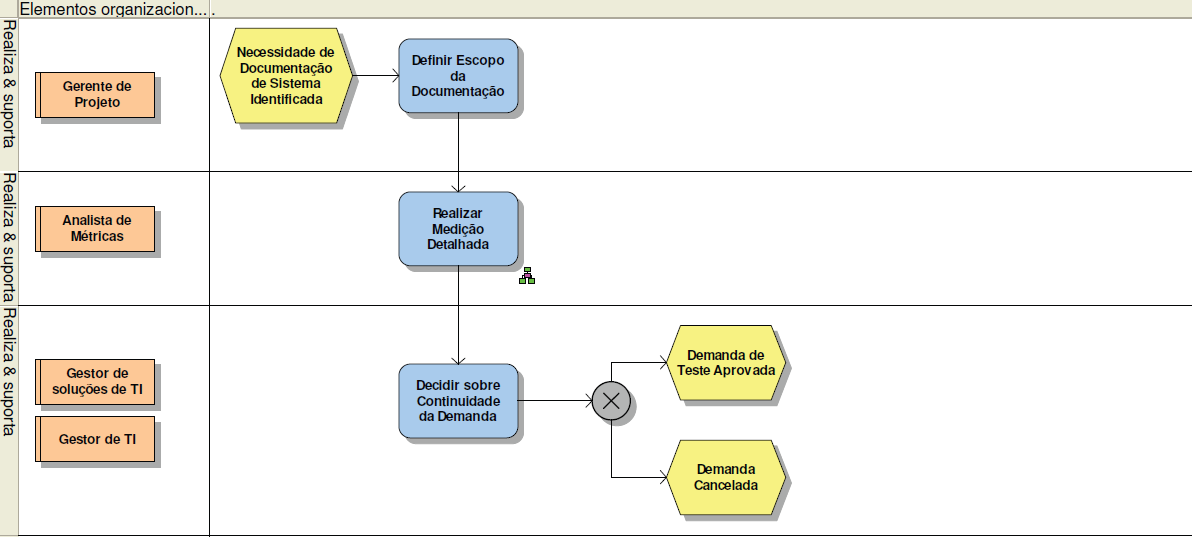 Elementos organizacion... .
Realiza & suporta
Gerente de
Projeto
Necessidade de
Documentação
de Sistema
Identificada
Definir Escopo
da
Documentação
Realiza & suporta
Analista de
Métricas
Realizar
Medição
Detalhada
Realiza & suporta
Gestor de
soluções de TI
Gestor de TI
Decidir sobre
Continuidade
da Demanda
Demanda de
Teste Aprovada
Demanda
Cancelada